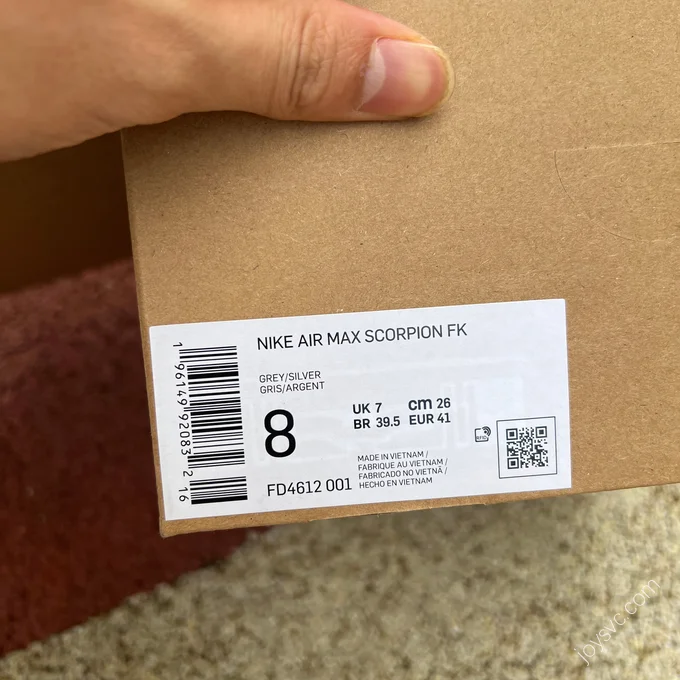 NIKE AIR MAX SCORPION FK
GREY/SILVER
GRIS/ARGENT
8
UK 7 cm 26
BR 39.5 EUR 41
RFID
FD4612 001
MADE IN VIETNAM /
FABRIQUE AU VIETNAM /
FABRICADO NO VIETNÃ /
HECHO EN VIETNAM
1 96149 92083 2 16
joysvc.com